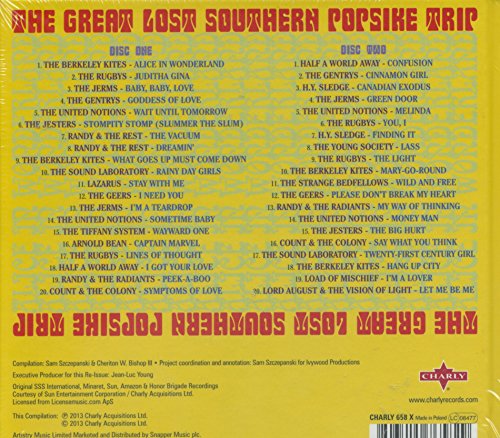 THE GREAT LOST SOUTHERN POPSIKE TRIP
DISC ONE
1. THE BERKELEY KITES - ALICE IN WONDERLAND
2. THE RUGBYS - JUDITHA GINA
3. THE JERMS - BABY, BABY, LOVE
4. THE GENTRYS - GODDESS OF LOVE
5. THE UNITED NOTIONS - WAIT UNTIL TOMORROW
6. THE JESTERS - STOMPITY STOMP (SLUMMER THE SLUM)
7. RANDY & THE REST - THE VACUUM
8. RANDY & THE REST - DREAMIN'
9. THE BERKELEY KITES - WHAT GOES UP MUST COME DOWN
10. THE SOUND LABORATORY - RAINY DAY GIRLS
11. LAZARUS - STAY WITH ME
12. THE GEERS - I NEED YOU
13. THE JERMS - I'M A TEARDROP
14. THE UNITED NOTIONS - SOMETIME BABY
15. THE TIFFANY SYSTEM - WAYWARD ONE
16. ARNOLD BEAN - CAPTAIN MARVEL
17. THE RUGBYS - LINES OF THOUGHT
18. HALF A WORLD AWAY - I GOT YOUR LOVE
19. RANDY & THE RADIANTS - PEEK-A-BOO
20. COUNT & THE COLONY - SYMPTOMS OF LOVE
DISC TWO
1. HALF A WORLD AWAY - CONFUSION
2. THE GENTRYS - CINNAMON GIRL
3. H.Y. SLEDGE - CANADIAN EXODUS
4. THE JERMS - GREEN DOOR
5. THE UNITED NOTIONS - MELINDA
6. THE RUGBYS - YOU, I
7. H.Y. SLEDGE - FINDING IT
8. THE YOUNG SOCIETY - LASS
9. THE RUGBYS - THE LIGHT
10. THE BERKELEY KITES - MARY-GO-ROUND
11. THE STRANGE BEDFELLOWS - WILD AND FREE
12. THE GEERS - PLEASE DON'T BREAK MY HEART
13. RANDY & THE RADIANTS - MY WAY OF THINKING
14. THE UNITED NOTIONS - MONEY MAN
15. THE JESTERS - THE BIG HURT
16. COUNT & THE COLONY - SAY WHAT YOU THINK
17. THE SOUND LABORATORY - TWENTY-FIRST CENTURY GIRL
18. THE BERKELEY KITES - HANG UP CITY
19. LOAD OF MISCHIEF - I'M A LOVER
20. LORD AUGUST & THE VISION OF LIGHT - LET ME BE ME
THE GREAT LOST SOUTHERN POPSIKE TRIP
Compilation: Sam Szczepanski & Cheriton W. Bishop III • Project coordination and annotation: Sam Szczepanski for Ivywood Productions
Executive Producer for this Re-Issue: Jean-Luc Young
Original SSS International, Minaret, Sun, Amazon & Honor Brigade Recordings
Courtesy of Sun Entertainment Corporation / Charly Acquisitions Ltd.
Licensed from Licensemusic.com ApS
This Compilation: ℗ 2013 Charly Acquisitions Ltd.
© 2013 Charly Acquisitions Ltd.
Artistry Music Limited Marketed and Distributed by Snapper Music plc.
CHARLY
www.charlyrecords.com
CHARLY 658 X Made in Poland LC 08477